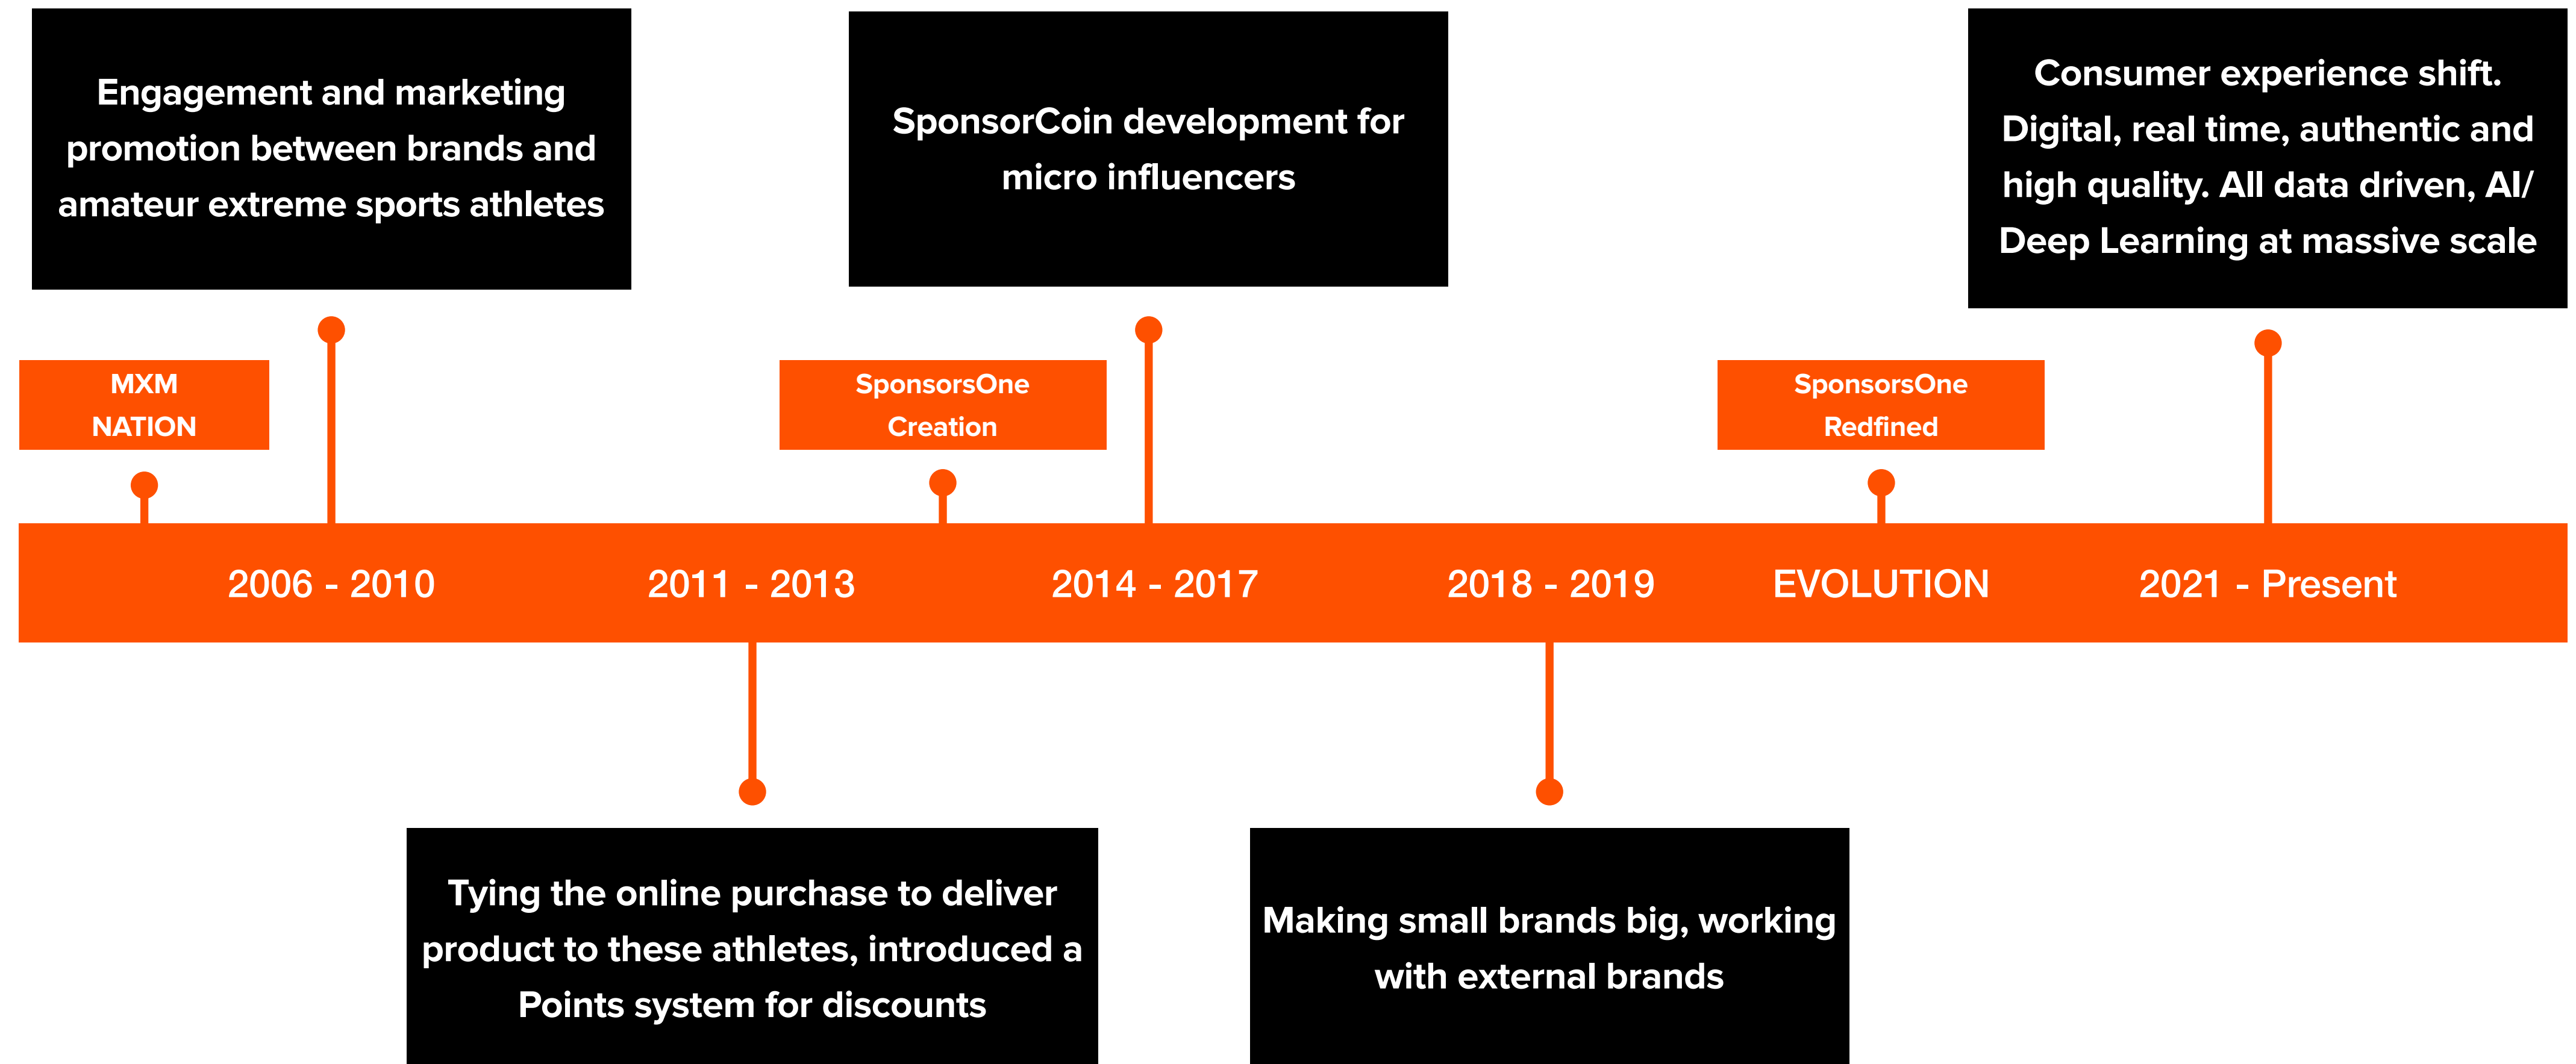 Engagement and marketing
promotion between brands and
amateur extreme sports athletes
SponsorCoin development for
micro influencers
Consumer experience shift.
Digital, real time, authentic and
high quality. All data driven, AI/
Deep Learning at massive scale
MXM
NATION
SponsorsOne
Creation
SponsorsOne
Redfined
2006 - 2010
2011 - 2013
2014 - 2017
2018 - 2019
EVOLUTION
2021 - Present
Tying the online purchase to deliver
product to these athletes, introduced a
Points system for discounts
Making small brands big, working
with external brands